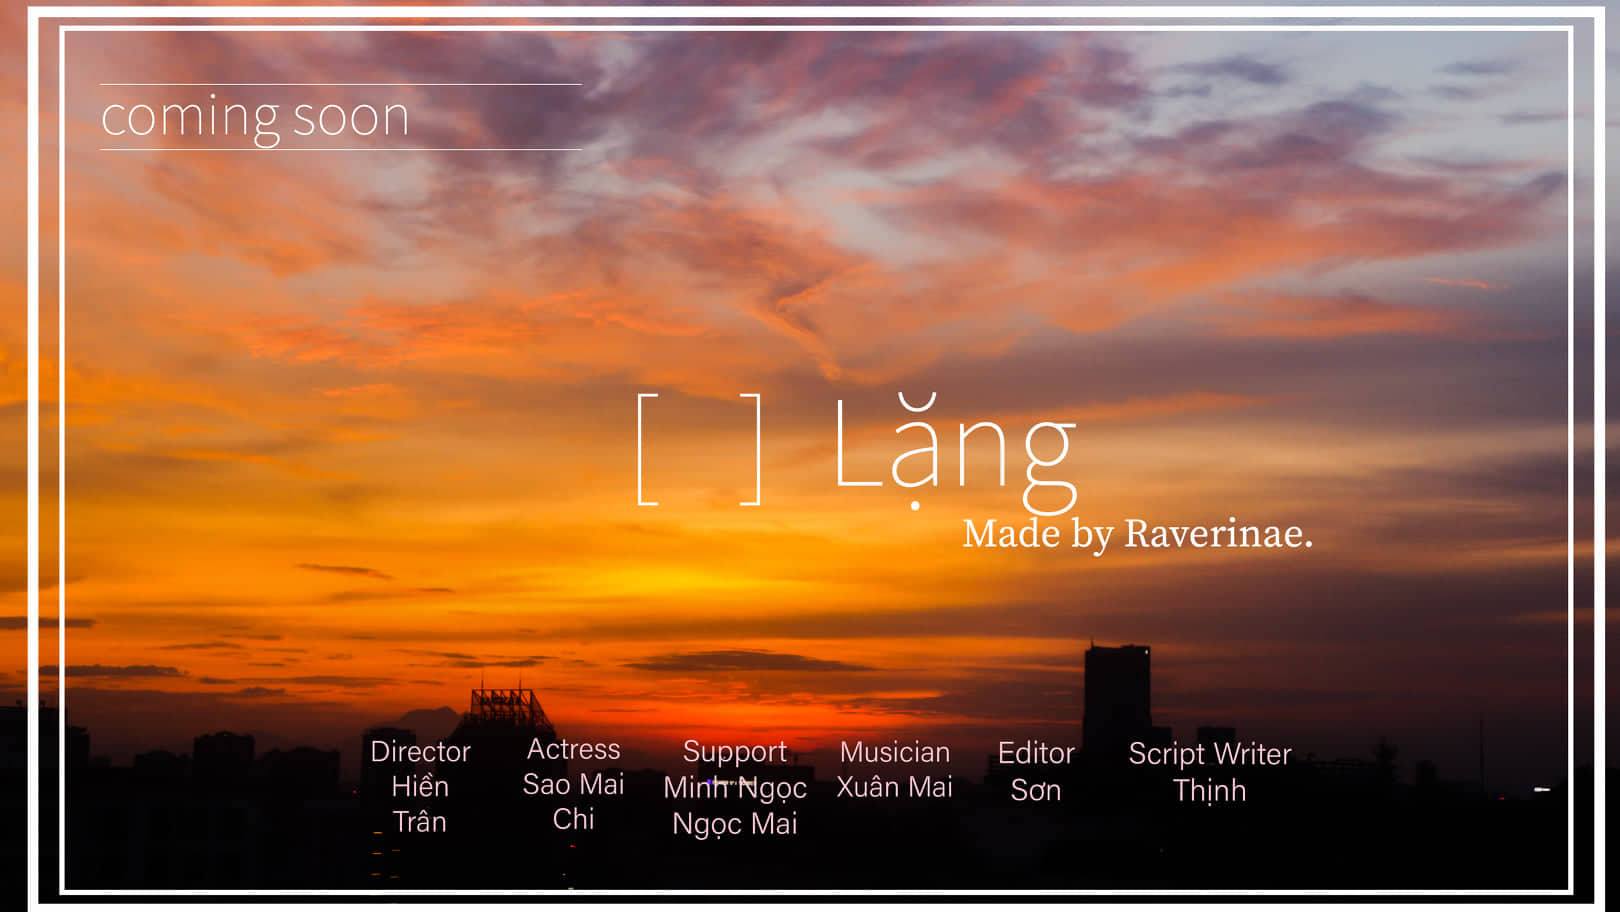 coming soon
[ ] Lặng
Made by Raverinae.
Director
Hiền
Trân
Actress
Sao Mai
Chi
Support
Minh Ngọc
Ngọc Mai
Musician
Xuân Mai
Editor
Sơn
Script Writer
Thịnh